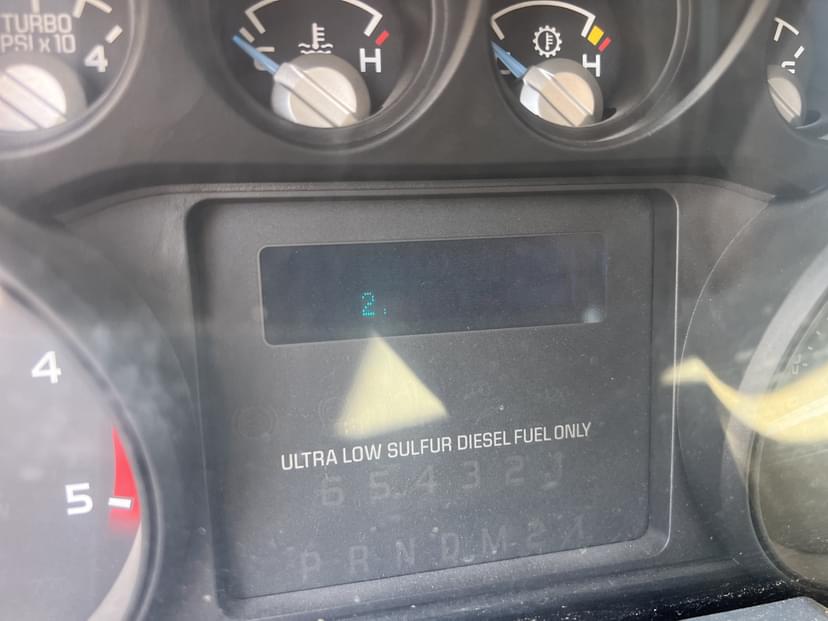 TURBO
PSI x 10
4
C H
H
2.
ULTRA LOW SULFUR DIESEL FUEL ONLY
4
5
6 5 4 3 2 1
P R N D M 2 1